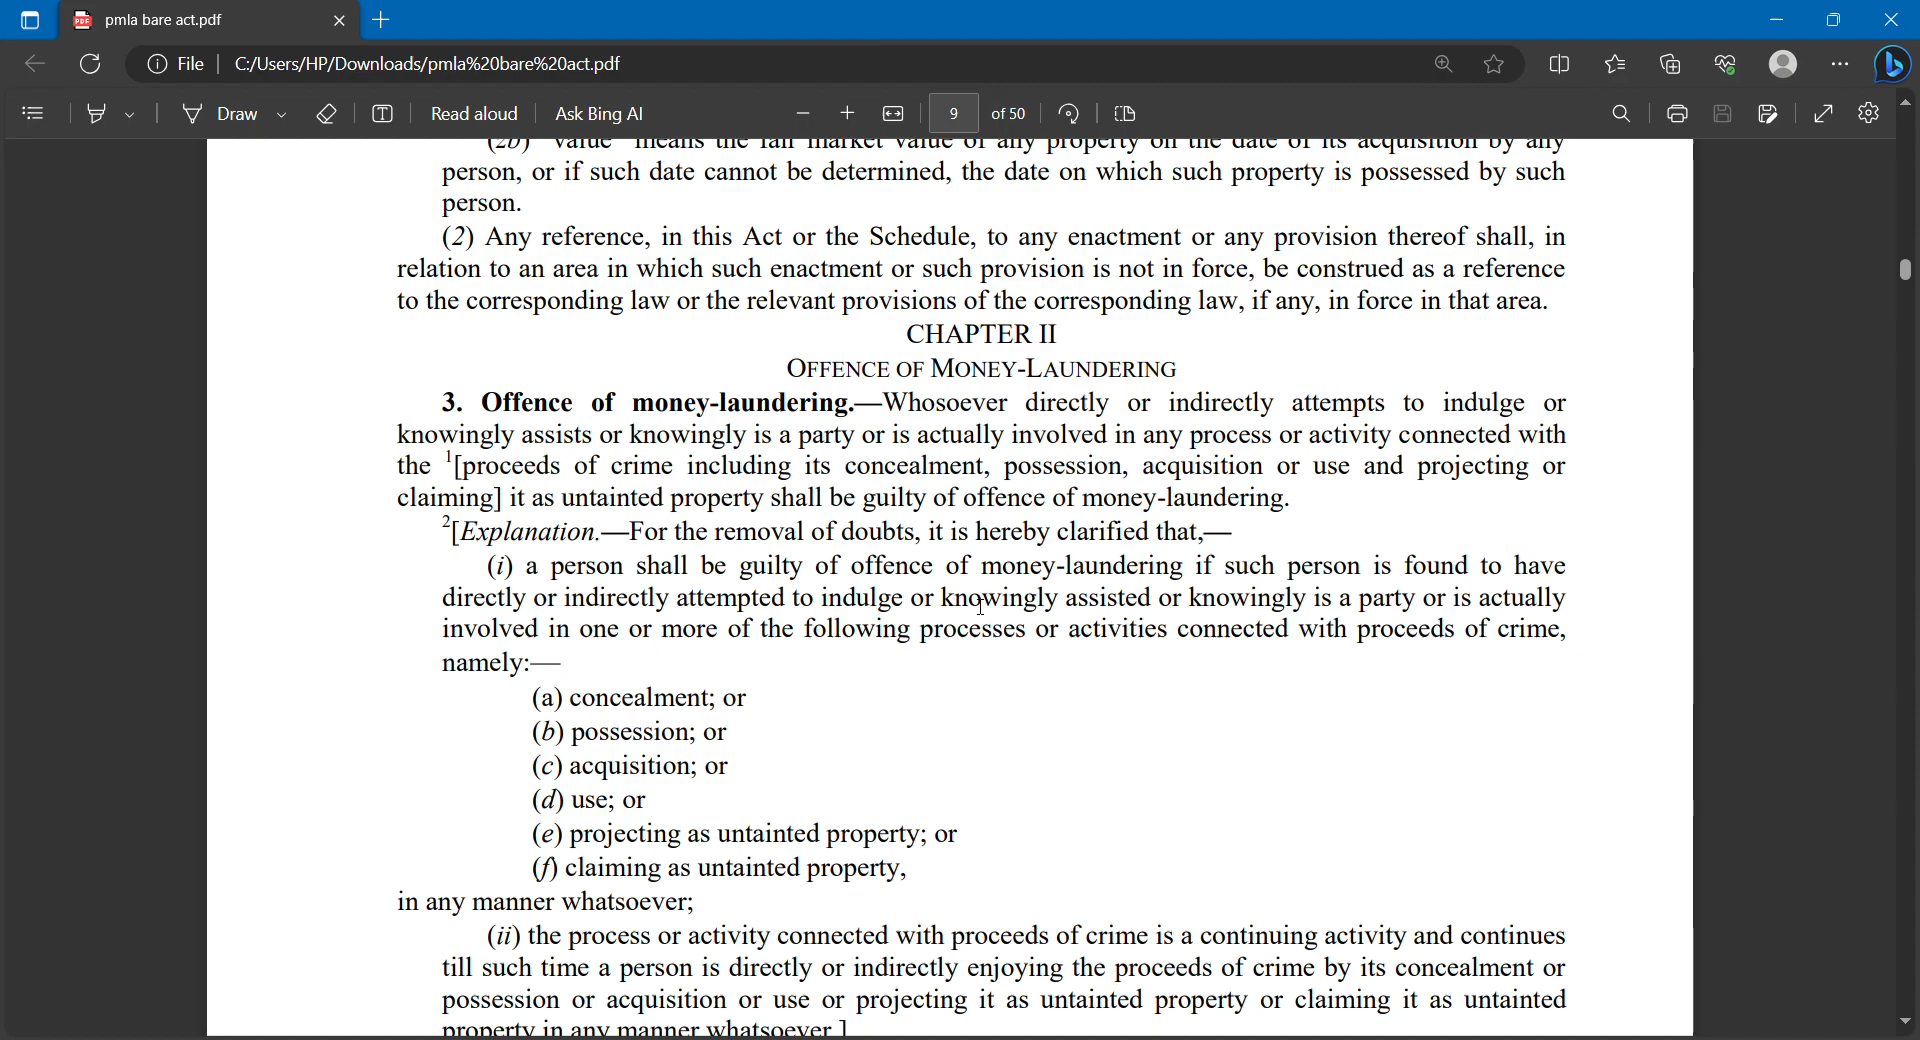 pmla bare act.pdf
File
C:/Users/HP/Downloads/pmla%20bare%20act.pdf
Draw
Read aloud
Ask Bing AI
9 of 50
(zb) "value" means the fair market value of any property on the date of its acquisition by any
person, or if such date cannot be determined, the date on which such property is possessed by such
person.
(2) Any reference, in this Act or the Schedule, to any enactment or any provision thereof shall, in
relation to an area in which such enactment or such provision is not in force, be construed as a reference
to the corresponding law or the relevant provisions of the corresponding law, if any, in force in that area.
CHAPTER II
OFFENCE OF MONEY-LAUNDERING
3. Offence of money-laundering.—Whosoever directly or indirectly attempts to indulge or
knowingly assists or knowingly is a party or is actually involved in any process or activity connected with
the 1[proceeds of crime including its concealment, possession, acquisition or use and projecting or
claiming] it as untainted property shall be guilty of offence of money-laundering.
2[Explanation.—For the removal of doubts, it is hereby clarified that,—
(i) a person shall be guilty of offence of money-laundering if such person is found to have
directly or indirectly attempted to indulge or knowingly assisted or knowingly is a party or is actually
involved in one or more of the following processes or activities connected with proceeds of crime,
namely:—
(a) concealment; or
(b) possession; or
(c) acquisition; or
(d) use; or
(e) projecting as untainted property; or
(f) claiming as untainted property,
in any manner whatsoever;
(ii) the process or activity connected with proceeds of crime is a continuing activity and continues
till such time a person is directly or indirectly enjoying the proceeds of crime by its concealment or
possession or acquisition or use or projecting it as untainted property or claiming it as untainted
property in any manner whatsoever.]